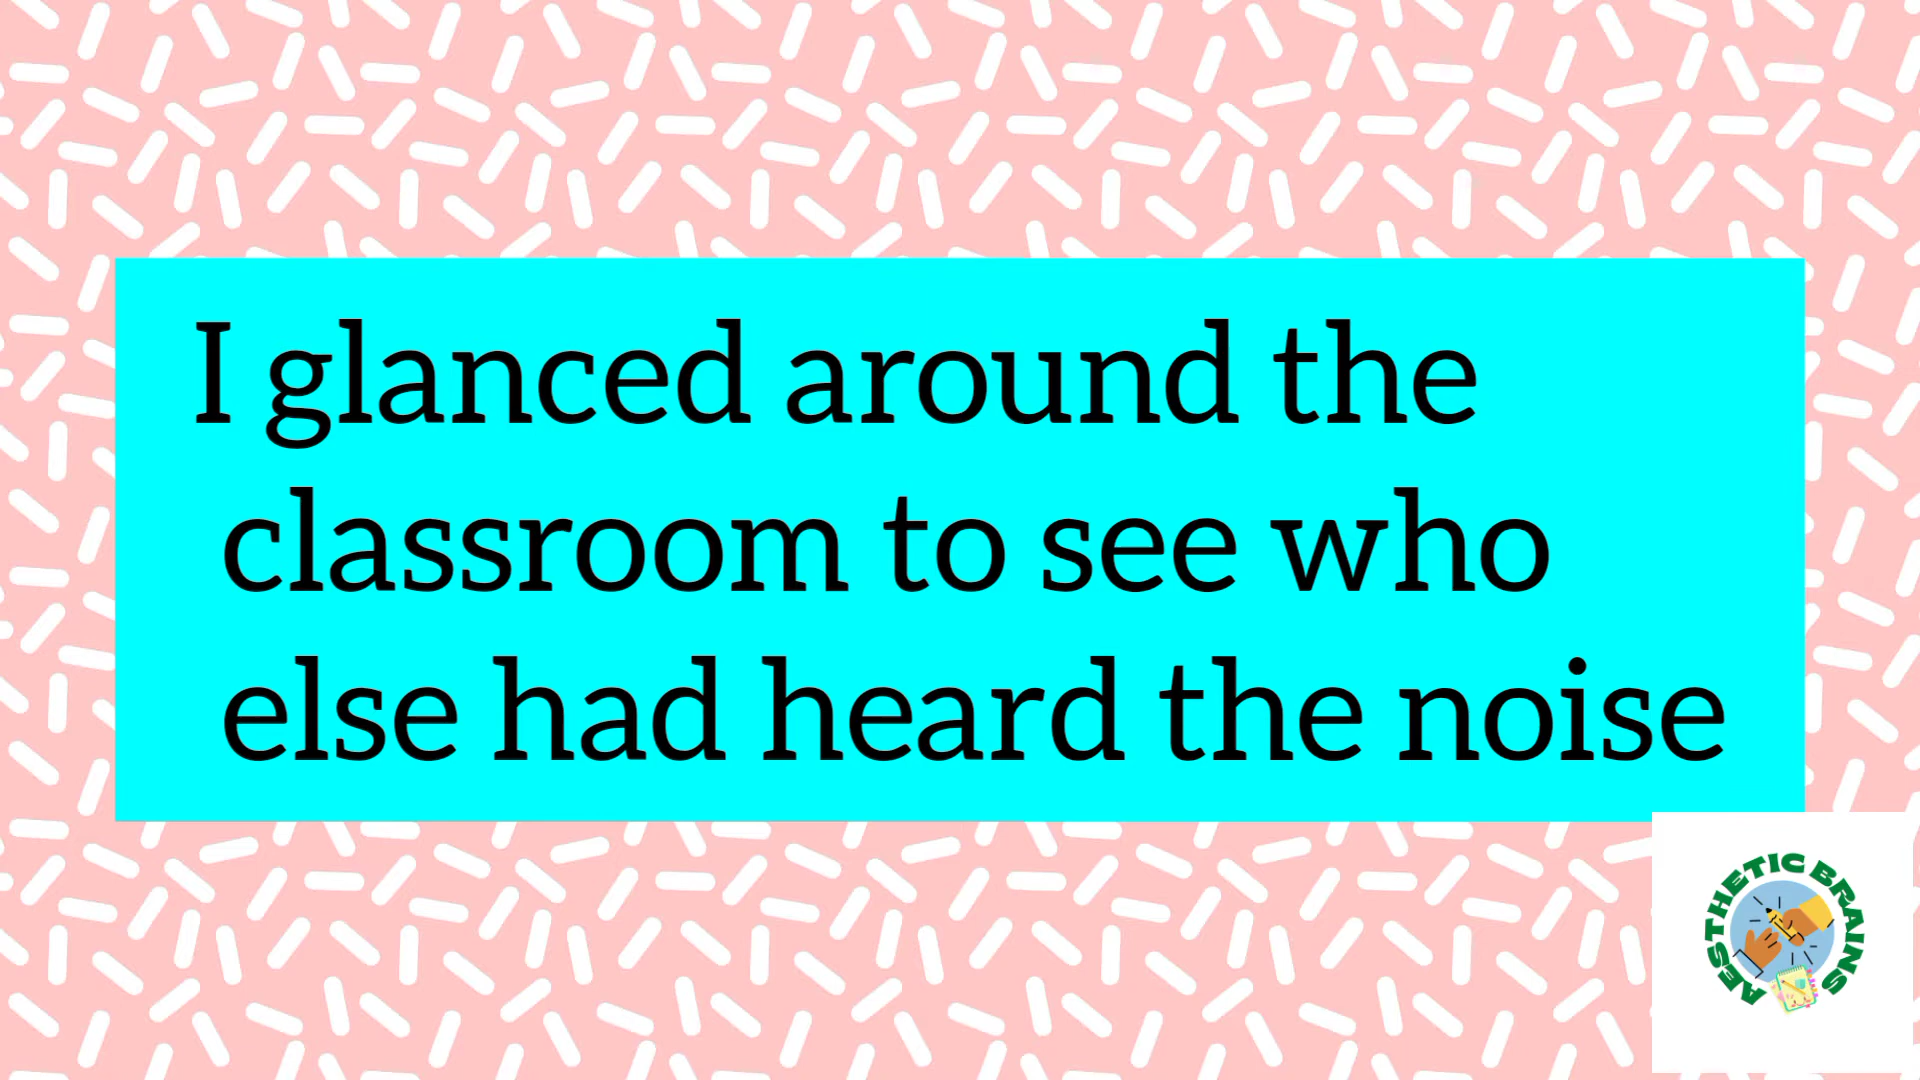 I glanced around the
classroom to see who
else had heard the noise
AESTHETIC BRAINS